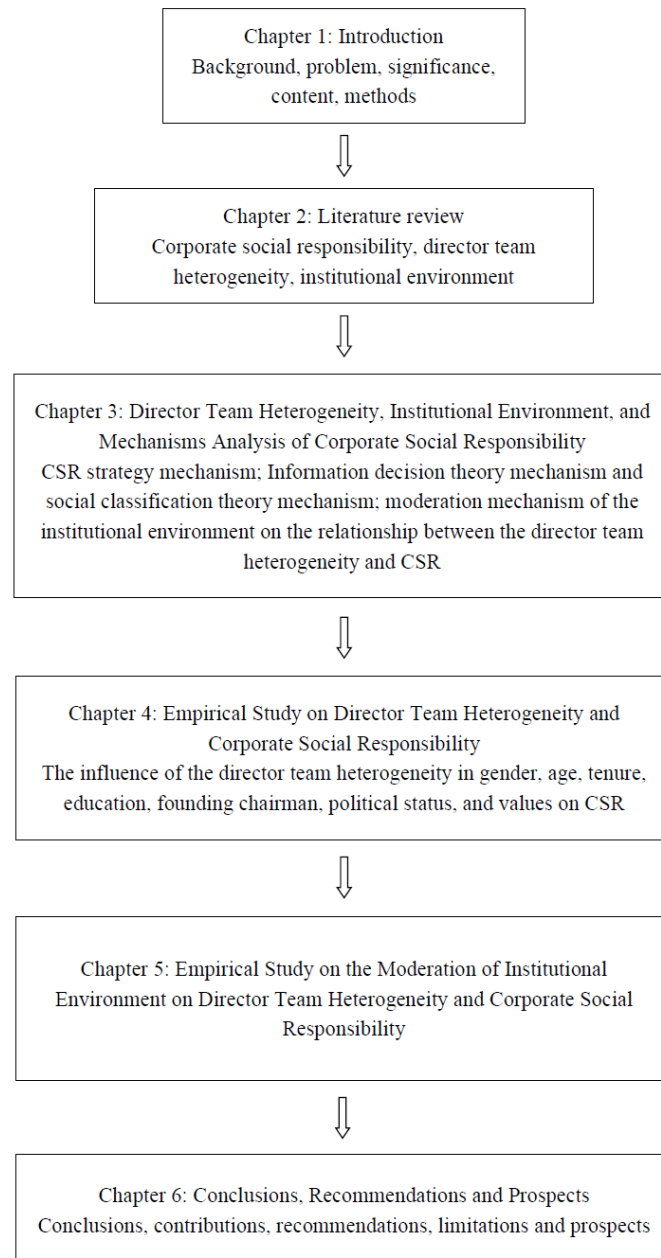 Chapter 1: Introduction
Background, problem, significance,
content, methods
Chapter 2: Literature review
Corporate social responsibility, director team
heterogeneity, institutional environment
Chapter 3: Director Team Heterogeneity, Institutional Environment, and
Mechanisms Analysis of Corporate Social Responsibility
CSR strategy mechanism; Information decision theory mechanism and
social classification theory mechanism; moderation mechanism of the
institutional environment on the relationship between the director team
heterogeneity and CSR
Chapter 4: Empirical Study on Director Team Heterogeneity and
Corporate Social Responsibility
The influence of the director team heterogeneity in gender, age, tenure,
education, founding chairman, political status, and values on CSR
Chapter 5: Empirical Study on the Moderation of Institutional
Environment on Director Team Heterogeneity and Corporate Social
Responsibility
Chapter 6: Conclusions, Recommendations and Prospects
Conclusions, contributions, recommendations, limitations and prospects